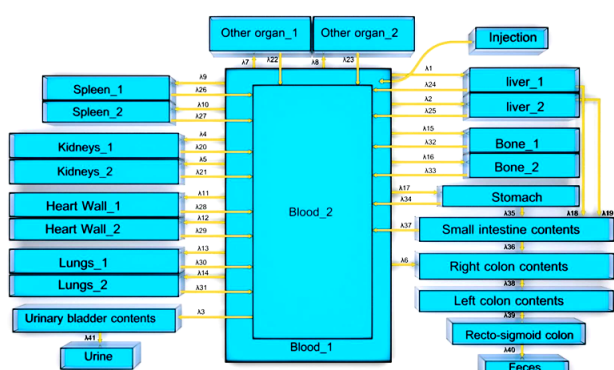 Other organ_1
Other organ_2
Injection
λ7
λ22
λ8
λ23
λ1
λ9
λ24
liver_1
Spleen_1
λ26
λ2
liver_2
λ10
λ25
Spleen_2
λ27
λ15
λ4
Bone_1
Kidneys_1
λ20
λ32
λ5
λ16
Bone_2
Kidneys_2
λ21
λ33
λ11
λ17
Stomach
Heart Wall_1
λ28
λ34
λ12
Blood_2
λ35
λ18
λ19
Heart Wall_2
λ29
λ37
Small intestine contents
λ13
λ36
Lungs_1
λ30
λ6
Right colon contents
λ14
λ38
Lungs_2
λ31
Left colon contents
λ3
λ39
Urinary bladder contents
Recto-sigmoid colon
λ41
Blood_1
λ40
Urine
Feces